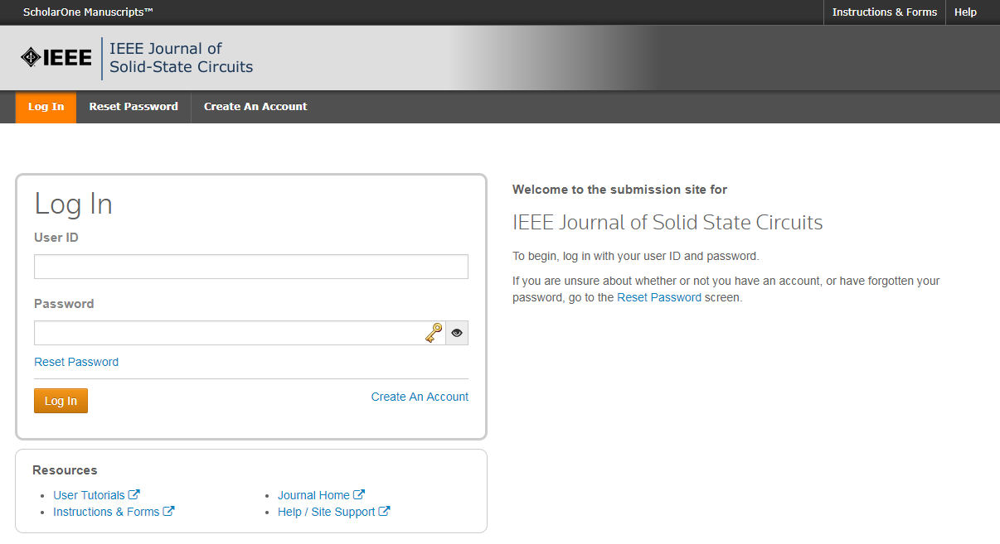 ScholarOne Manuscripts™
Instructions & Forms
Help
IEEE
IEEE Journal of
Solid-State Circuits
Log In
Reset Password
Create An Account
Log In
User ID
Password
Reset Password
Log In
Create An Account
Welcome to the submission site for
IEEE Journal of Solid State Circuits
To begin, log in with your user ID and password.
If you are unsure about whether or not you have an account, or have forgotten your
password, go to the Reset Password screen.
Resources
User Tutorials
Instructions & Forms
Journal Home
Help / Site Support